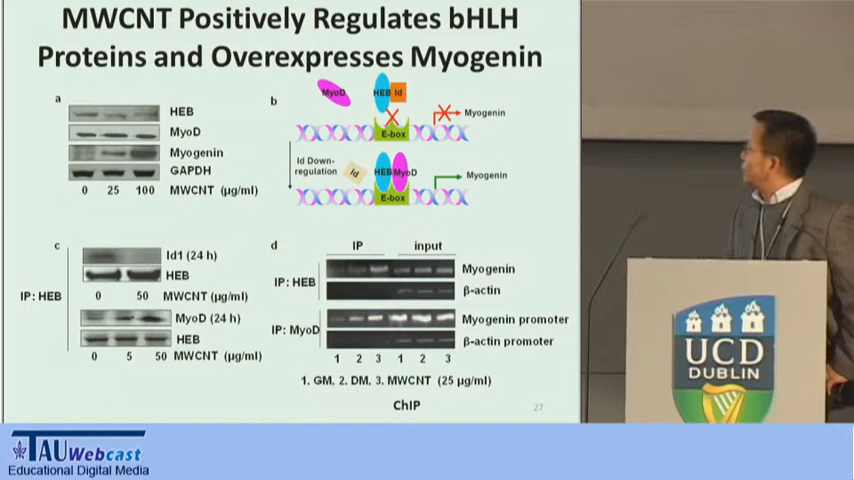 MWCNT Positively Regulates bHLH
Proteins and Overexpresses Myogenin
a
HEB
MyoD
Myogenin
GAPDH
0 25 100 MWCNT (µg/ml)
b
MyoD
HEB Id
Myogenin
E-box
Id Down-
regulation
Id
HEB MyoD
Myogenin
E-box
c
Id1 (24 h)
HEB
IP: HEB
0 50 MWCNT (µg/ml)
MyoD (24 h)
HEB
0 5 50 MWCNT (µg/ml)
d
IP input
IP: HEB
Myogenin
β-actin
IP: MyoD
Myogenin promoter
β-actin promoter
1 2 3 1 2 3
1. GM, 2. DM, 3. MWCNT (25 µg/ml)
ChIP
27
UCD
DUBLIN
TAU Webcast
Educational Digital Media